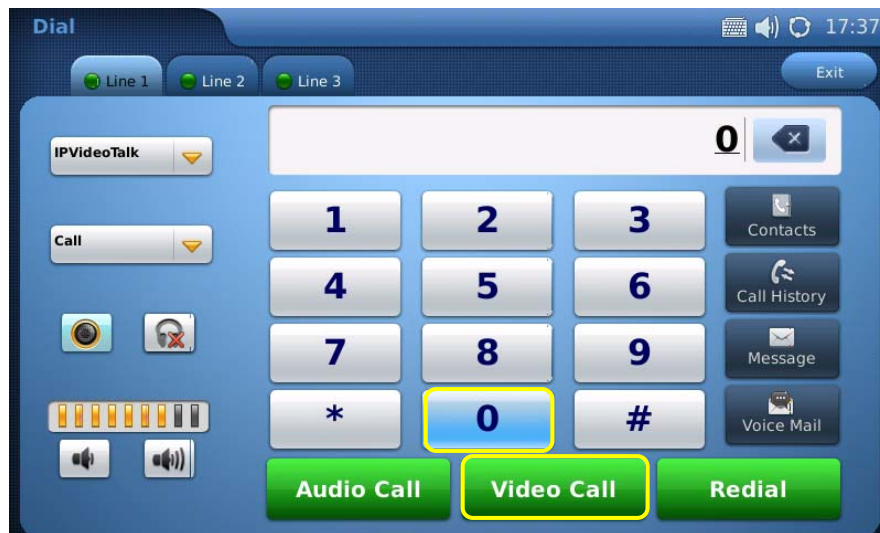 Dial
17:37
Line 1 Line 2 Line 3
Exit
IPVideoTalk
0
Call
1 2 3
Contacts
4 5 6
Call History
7 8 9
Message
* 0 #
Voice Mail
Audio Call Video Call Redial